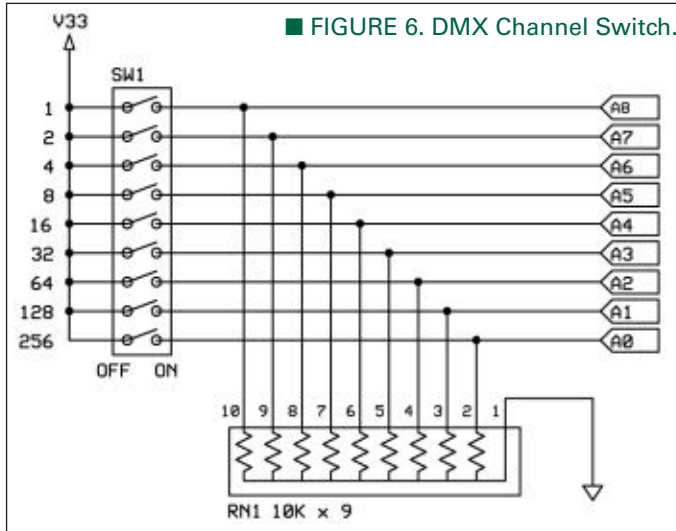 ■ FIGURE 6. DMX Channel Switch.
V33
SW1
1
2
4
8
16
32
64
128
256
A8
A7
A6
A5
A4
A3
A2
A1
A0
OFF ON
10 9 8 7 6 5 4 3 2 1
RN1 10K x 9